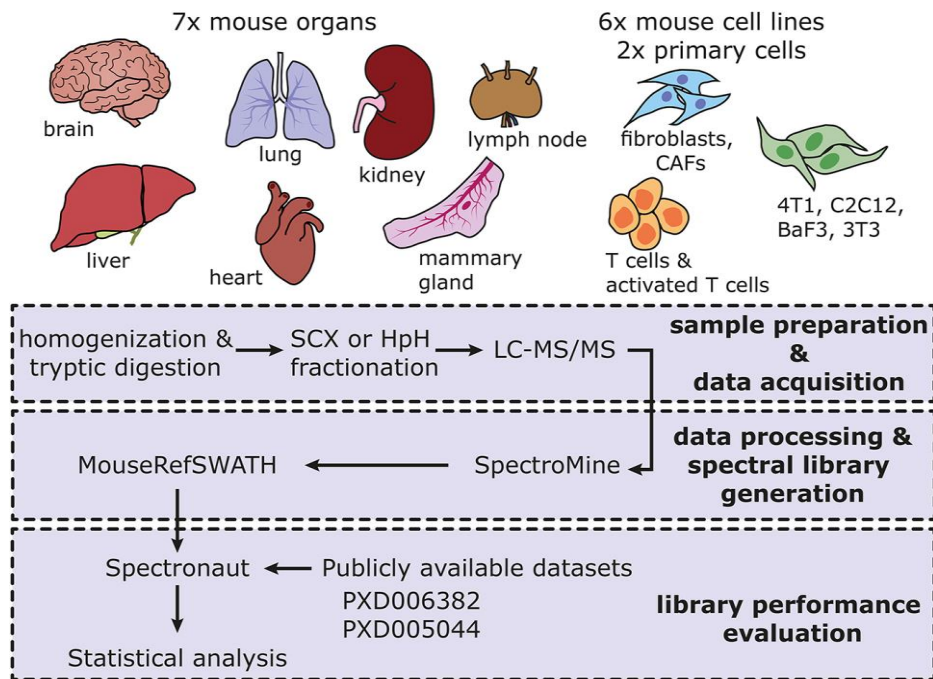 7x mouse organs
6x mouse cell lines
2x primary cells
brain
lung
kidney
lymph node
fibroblasts,
CAFs
liver
heart
mammary
gland
T cells &
activated T cells
4T1, C2C12,
BaF3, 3T3
homogenization &
tryptic digestion
SCX or HpH
fractionation
LC-MS/MS
sample preparation
&
data acquisition
MouseRefSWATH
SpectroMine
data processing &
spectral library
generation
Spectronaut
Publicly available datasets
PXD006382
PXD005044
Statistical analysis
library performance
evaluation